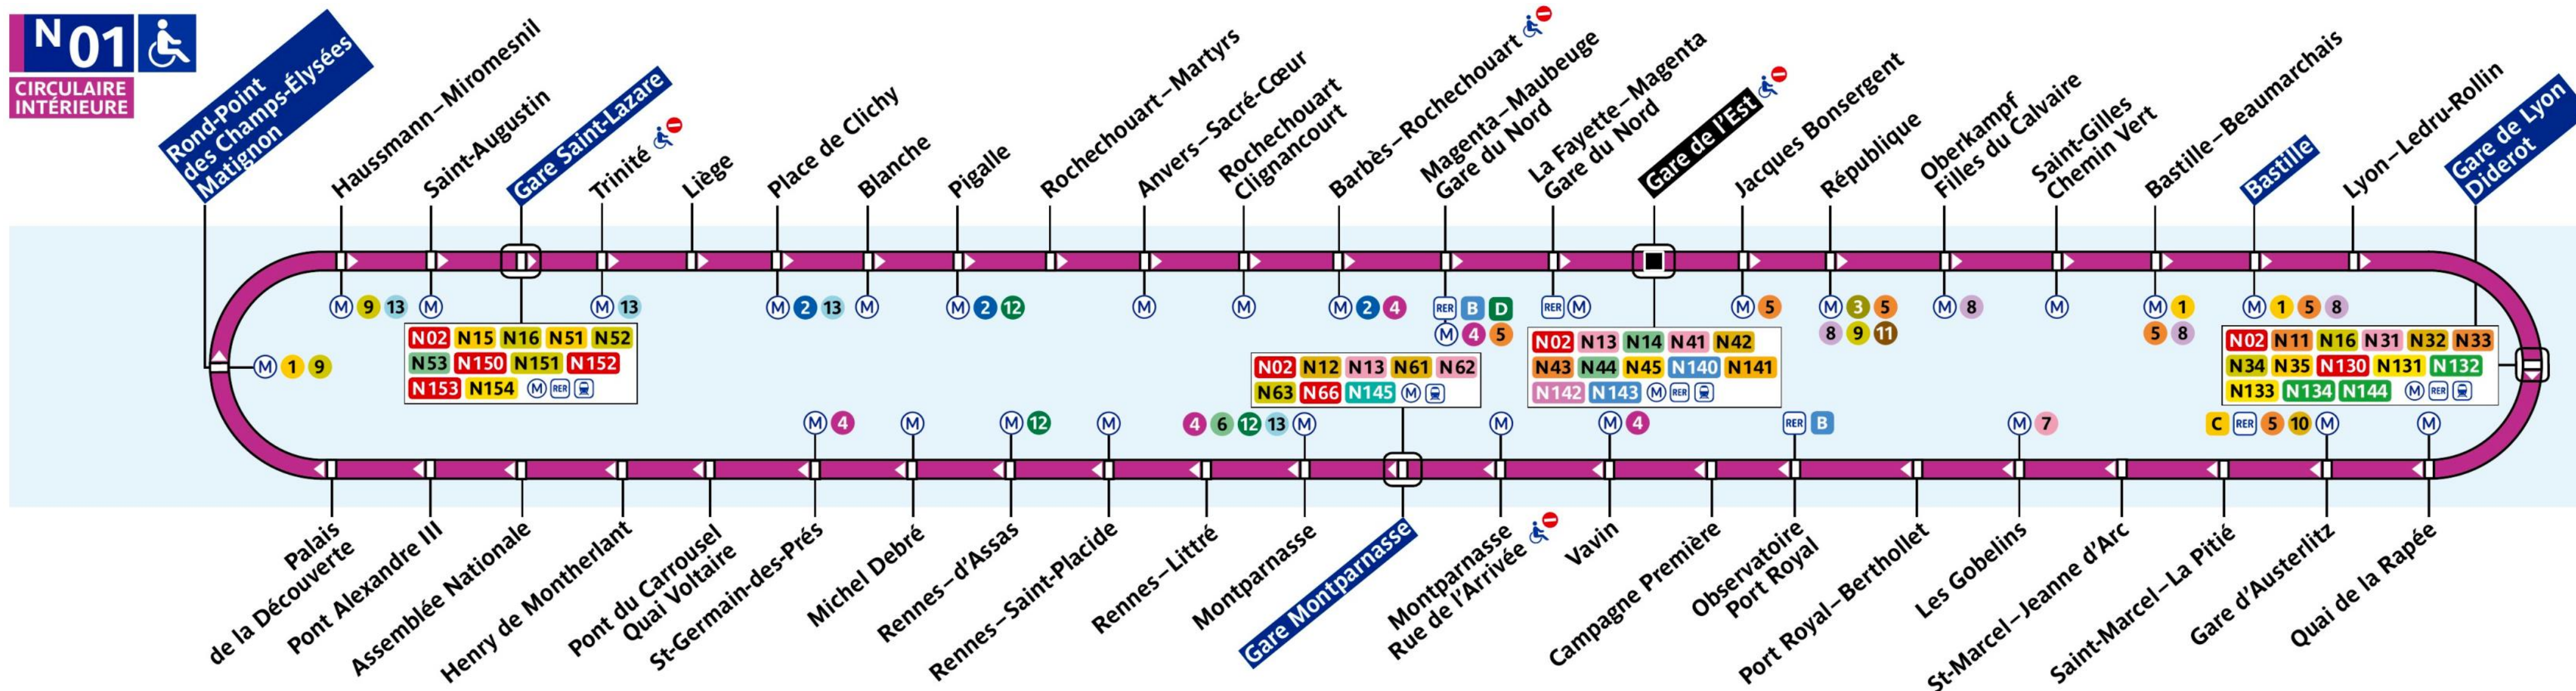 N01
CIRCULAIRE
INTÉRIEURE
Rond-Point
des Champs-Élysées
Matignon
Haussmann–Miromesnil
Saint-Augustin
Gare Saint-Lazare
Trinité
Liège
Place de Clichy
Blanche
Pigalle
Rochechouart–Martyrs
Anvers–Sacré-Cœur
Rochechouart
Clignancourt
Barbès–Rochechouart
Magenta–Maubeuge
Gare du Nord
La Fayette–Magenta
Gare du Nord
Gare de l'Est
Jacques Bonsergent
République
Oberkampf
Filles du Calvaire
Saint-Gilles
Chemin Vert
Bastille–Beaumarchais
Bastille
Lyon–Ledru-Rollin
Gare de Lyon
Diderot
M 9 13
M
M 13
M 2 13
M
M 2 12
M
M
M 2 4
RER B D
M 4 5
RER M
M 5
M 3 5
8 9 11
M 8
M
M 1
5 8
M 1 5 8
M 1 9
N02 N15 N16 N51 N52
N53 N150 N151 N152
N153 N154 M RER
N02 N12 N13 N61 N62
N63 N66 N145 M
N02 N13 N14 N41 N42
N43 N44 N45 N140 N141
N142 N143 M RER
N02 N11 N16 N31 N32 N33
N34 N35 N130 N131 N132
N133 N134 N144 M RER
M 4
M
M 12
M
4 6 12 13 M
M
M 4
RER B
M 7
C RER 5 10 M
M
Palais
de la Découverte
Pont Alexandre III
Assemblée Nationale
Henry de Montherlant
Pont du Carrousel
Quai Voltaire
St-Germain-des-Prés
Michel Debré
Rennes–d'Assas
Rennes–Saint-Placide
Rennes–Littré
Montparnasse
Gare Montparnasse
Montparnasse
Rue de l'Arrivée
Vavin
Campagne Première
Observatoire
Port Royal
Port Royal–Berthollet
Les Gobelins
St-Marcel–Jeanne d'Arc
Saint-Marcel–La Pitié
Gare d'Austerlitz
Quai de la Rapée